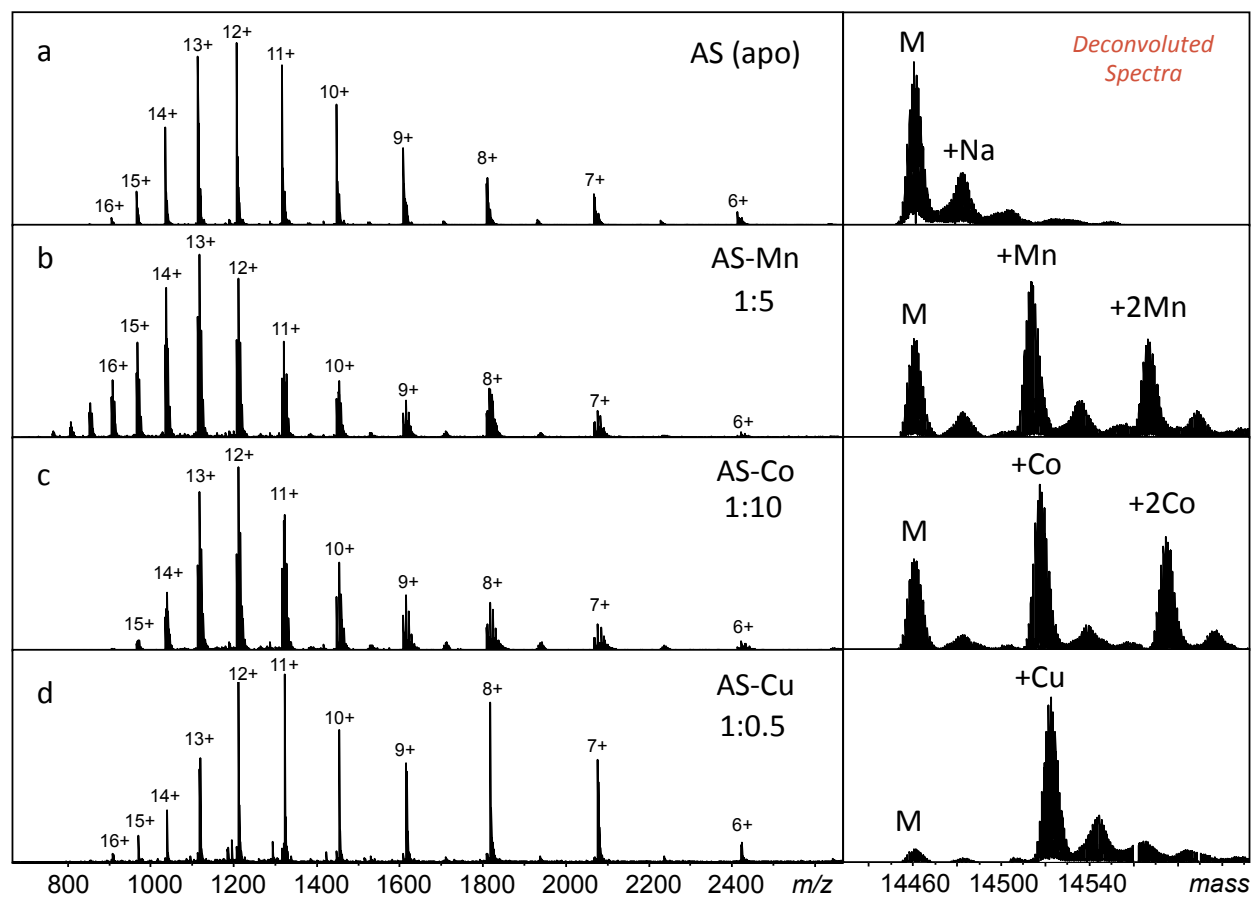 a
AS (apo)
16+
15+
14+
13+
12+
11+
10+
9+
8+
7+
6+
M
+Na
Deconvoluted
Spectra
b
AS-Mn
1:5
16+
15+
14+
13+
12+
11+
10+
9+
8+
7+
6+
M
+Mn
+2Mn
c
AS-Co
1:10
15+
14+
13+
12+
11+
10+
9+
8+
7+
6+
M
+Co
+2Co
d
AS-Cu
1:0.5
16+
15+
14+
13+
12+
11+
10+
9+
8+
7+
6+
M
+Cu
800 1000 1200 1400 1600 1800 2000 2200 2400 m/z
14460 14500 14540 mass